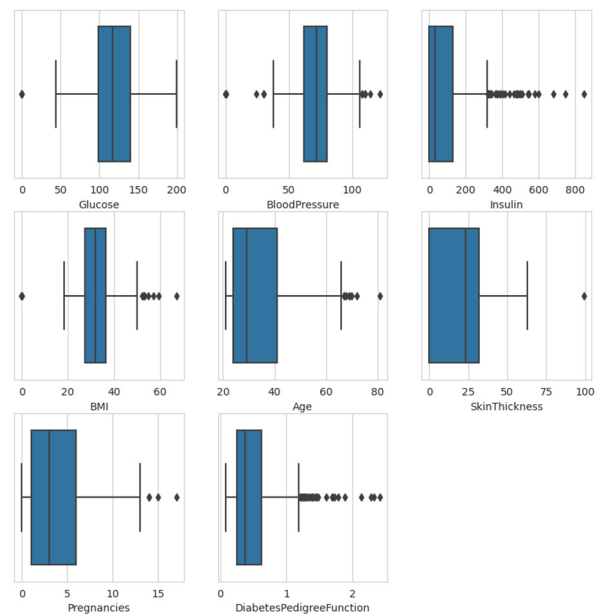 0 50 100 150 200
Glucose
0 50 100
BloodPressure
0 200 400 600 800
Insulin
0 20 40 60
BMI
20 40 60 80
Age
0 25 50 75 100
SkinThickness
0 5 10 15
Pregnancies
0 1 2
DiabetesPedigreeFunction